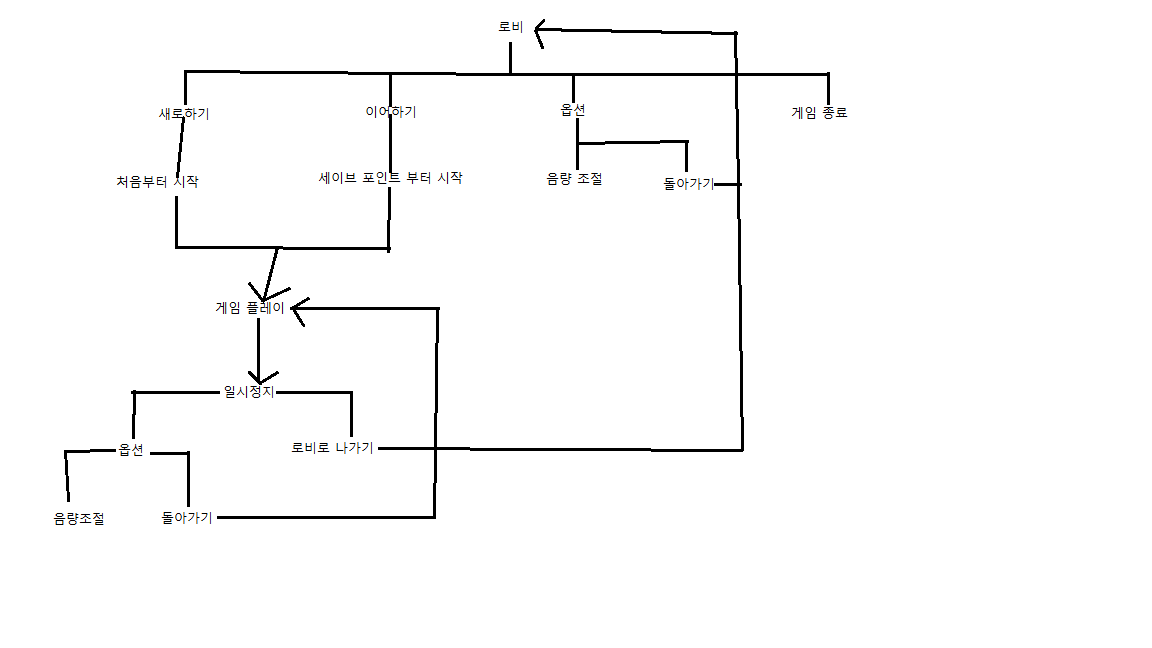 로비
새로하기
이어하기
옵션
게임 종료
처음부터 시작
세이브 포인트 부터 시작
음량 조절
돌아가기
게임 플레이
일시정지
옵션
로비로 나가기
음량조절
돌아가기